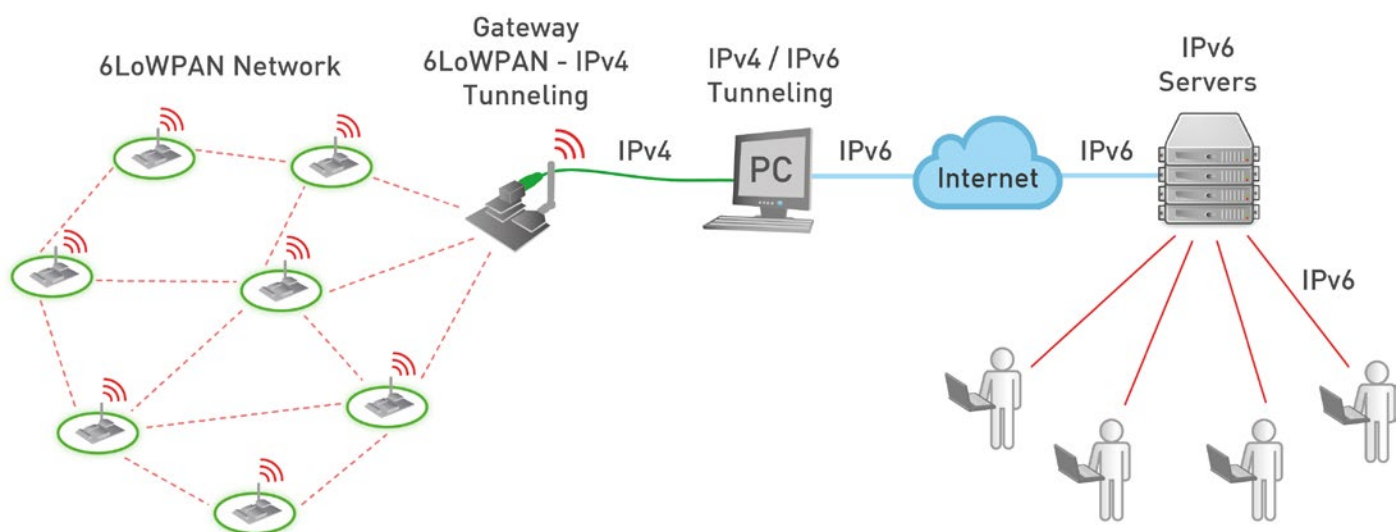 6LoWPAN Network
Gateway
6LoWPAN - IPv4
Tunneling
IPv4
IPv4 / IPv6
Tunneling
PC
IPv6
Internet
IPv6
IPv6
Servers
IPv6